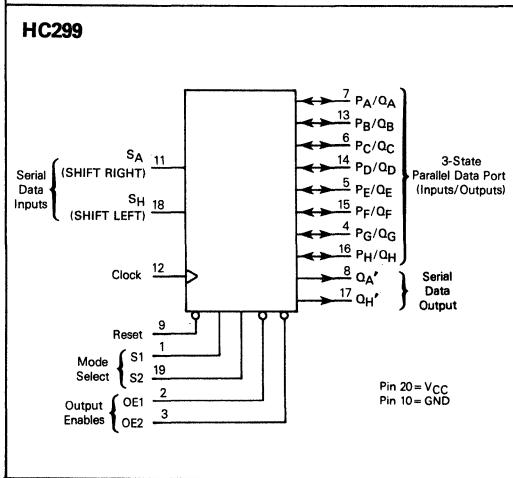 HC299
7 PA/QA
13 PB/QB
6 PC/QC
14 PD/QD
5 PE/QE
15 PF/QF
4 PG/QG
16 PH/QH
3-State
Parallel Data Port
(Inputs/Outputs)
8 QA'
17 QH'
Serial
Data
Output
Serial
Data
Inputs
SA
(SHIFT RIGHT) 11
SH
(SHIFT LEFT) 18
Clock 12
Reset 9
Mode
Select
S1 1
S2 19
Output
Enables
OE1 2
OE2 3
Pin 20 = VCC
Pin 10 = GND